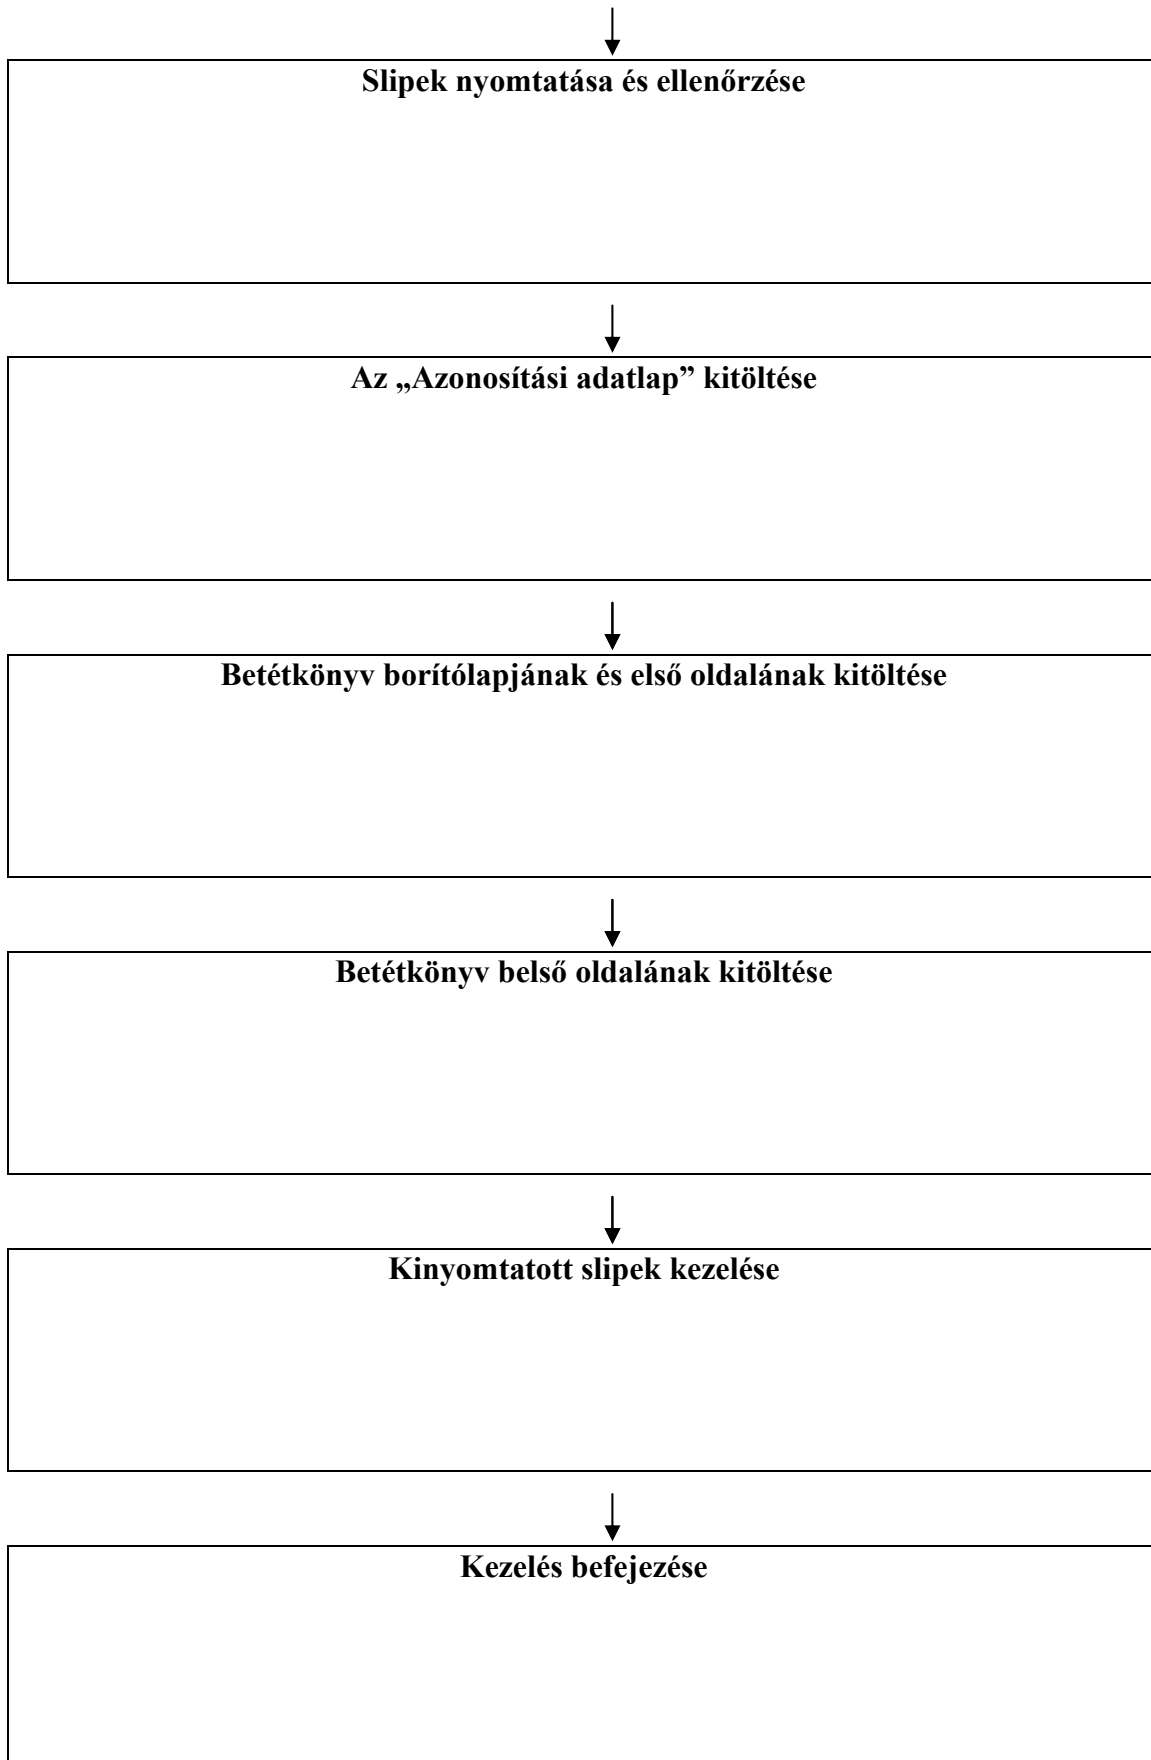 Slipek nyomtatása és ellenőrzése
Az „Azonosítási adatlap” kitöltése
Betétkönyv borítólapjának és első oldalának kitöltése
Betétkönyv belső oldalának kitöltése
Kinyomtatott slipek kezelése
Kezelés befejezése